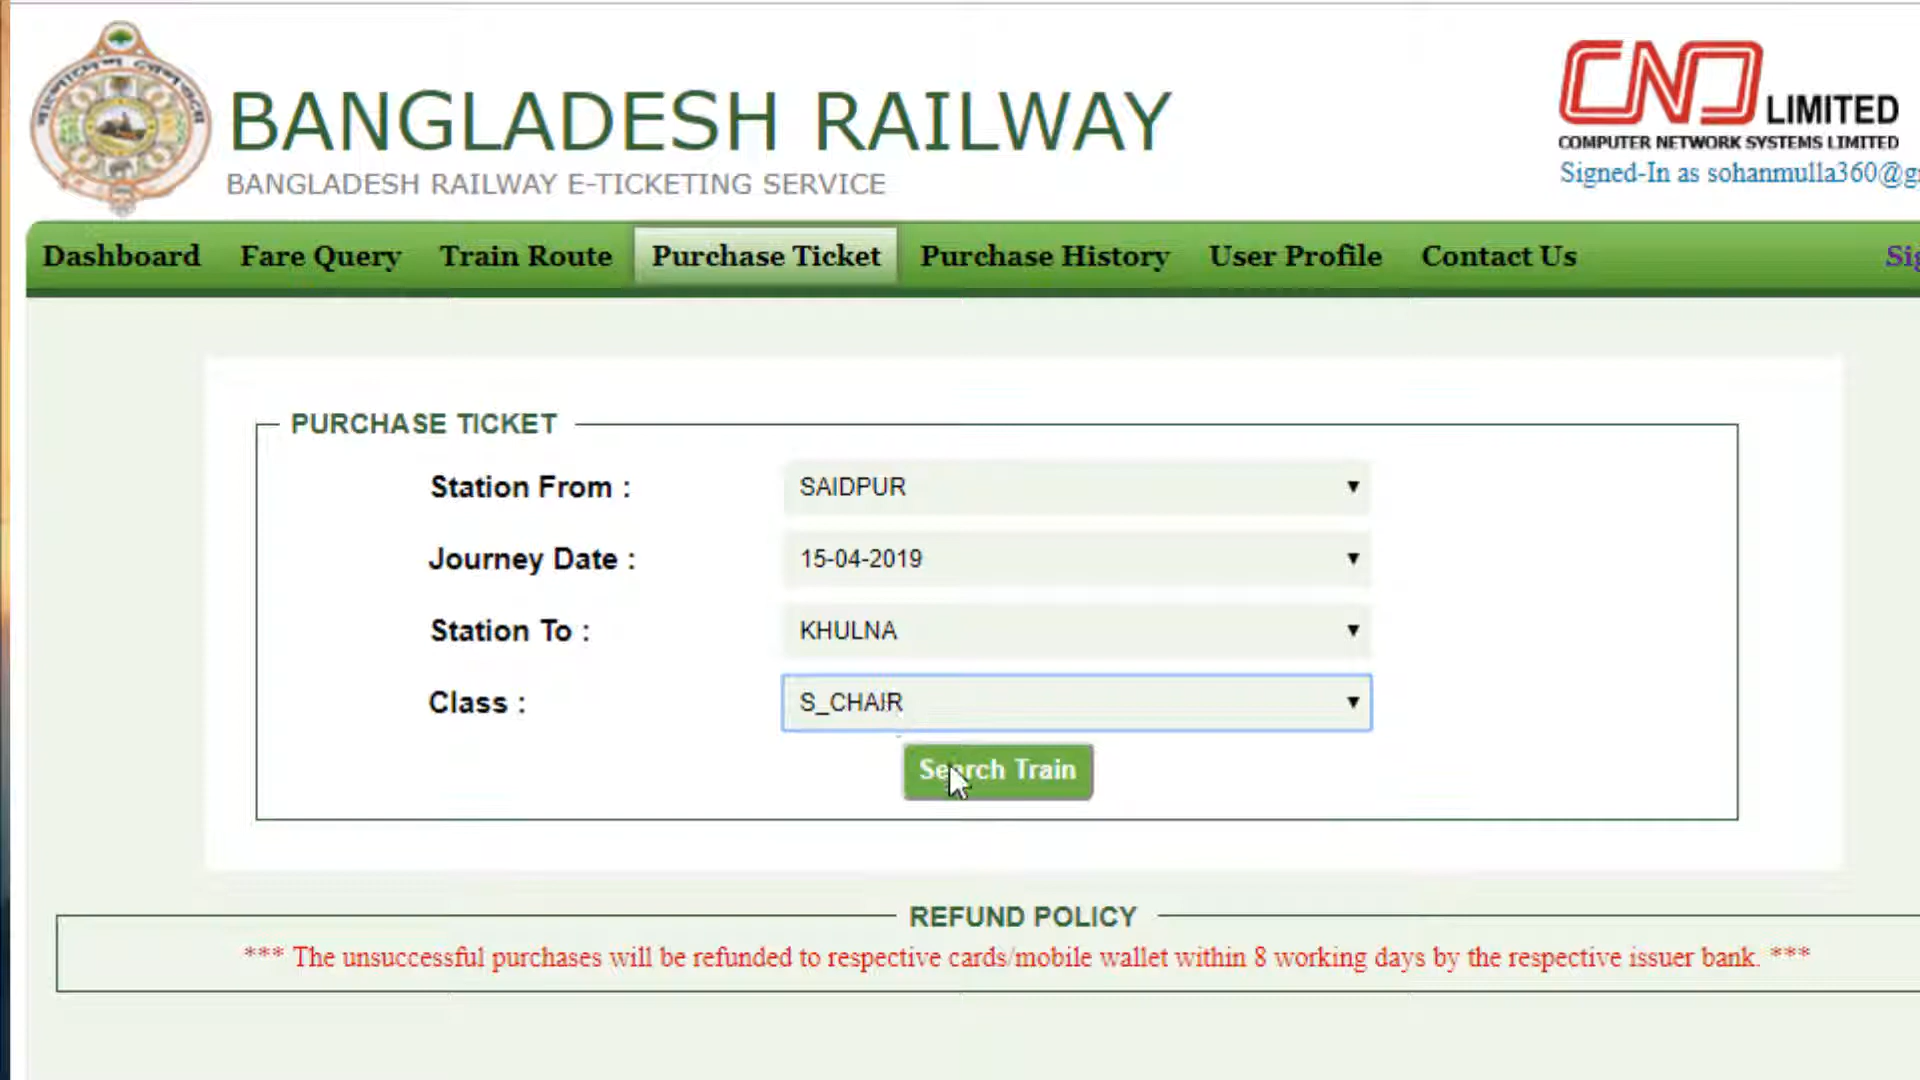 CNS LIMITED
COMPUTER NETWORK SYSTEMS LIMITED
BANGLADESH RAILWAY
BANGLADESH RAILWAY E-TICKETING SERVICE
Signed-In as sohanmulla360@g
Dashboard Fare Query Train Route Purchase Ticket Purchase History User Profile Contact Us
PURCHASE TICKET
Station From : SAIDPUR
Journey Date : 15-04-2019
Station To : KHULNA
Class : S_CHAIR
Search Train
REFUND POLICY
*** The unsuccessful purchases will be refunded to respective cards/mobile wallet within 8 working days by the respective issuer bank. ***